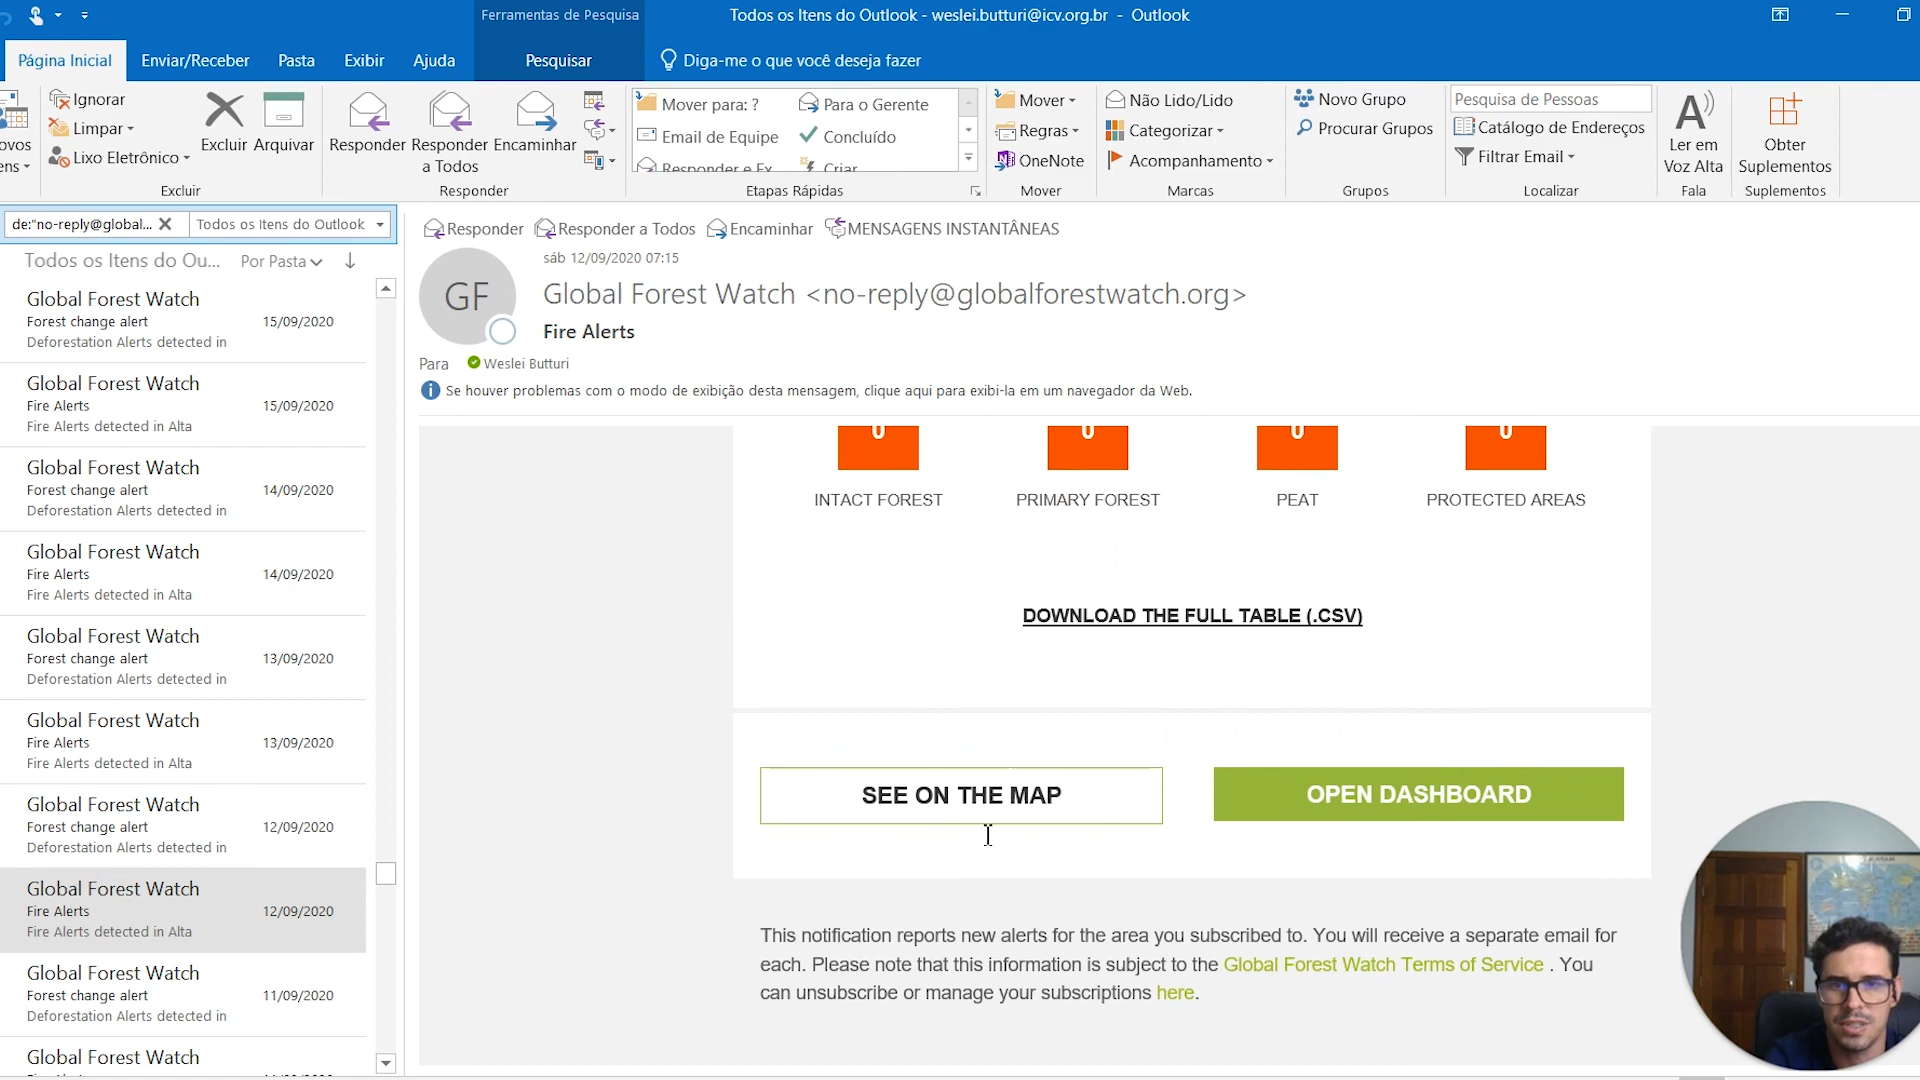 Ferramentas de Pesquisa
Todos os Itens do Outlook - weslei.butturi@icv.org.br - Outlook
Página Inicial
Enviar/Receber
Pasta
Exibir
Ajuda
Pesquisar
Diga-me o que você deseja fazer
Ignorar
Limpar
Lixo Eletrônico
Excluir
Arquivar
Excluir
Responder
Responder a Todos
Encaminhar
Responder
Mover para: ?
Email de Equipe
Para o Gerente
Concluído
Criar
Etapas Rápidas
Mover
Regras
OneNote
Mover
Não Lido/Lido
Categorizar
Acompanhamento
Marcas
Novo Grupo
Procurar Grupos
Grupos
Pesquisa de Pessoas
Catálogo de Endereços
Filtrar Email
Localizar
Ler em
Voz Alta
Fala
Obter
Suplementos
Suplementos
de:"no-reply@global...
Todos os Itens do Outlook
Todos os Itens do Ou...
Por Pasta
Global Forest Watch
Forest change alert 15/09/2020
Deforestation Alerts detected in
Global Forest Watch
Fire Alerts 15/09/2020
Fire Alerts detected in Alta
Global Forest Watch
Forest change alert 14/09/2020
Deforestation Alerts detected in
Global Forest Watch
Fire Alerts 14/09/2020
Fire Alerts detected in Alta
Global Forest Watch
Forest change alert 13/09/2020
Deforestation Alerts detected in
Global Forest Watch
Fire Alerts 13/09/2020
Fire Alerts detected in Alta
Global Forest Watch
Forest change alert 12/09/2020
Deforestation Alerts detected in
Global Forest Watch
Fire Alerts 12/09/2020
Fire Alerts detected in Alta
Global Forest Watch
Forest change alert 11/09/2020
Deforestation Alerts detected in
Global Forest Watch
Responder
Responder a Todos
Encaminhar
MENSAGENS INSTANTÂNEAS
sáb 12/09/2020 07:15
GF
Global Forest Watch <no-reply@globalforestwatch.org>
Fire Alerts
Para Weslei Butturi
Se houver problemas com o modo de exibição desta mensagem, clique aqui para exibi-la em um navegador da Web.
0 0 0 0
INTACT FOREST
PRIMARY FOREST
PEAT
PROTECTED AREAS
DOWNLOAD THE FULL TABLE (.CSV)
SEE ON THE MAP
OPEN DASHBOARD
This notification reports new alerts for the area you subscribed to. You will receive a separate email for
each. Please note that this information is subject to the Global Forest Watch Terms of Service . You
can unsubscribe or manage your subscriptions here.